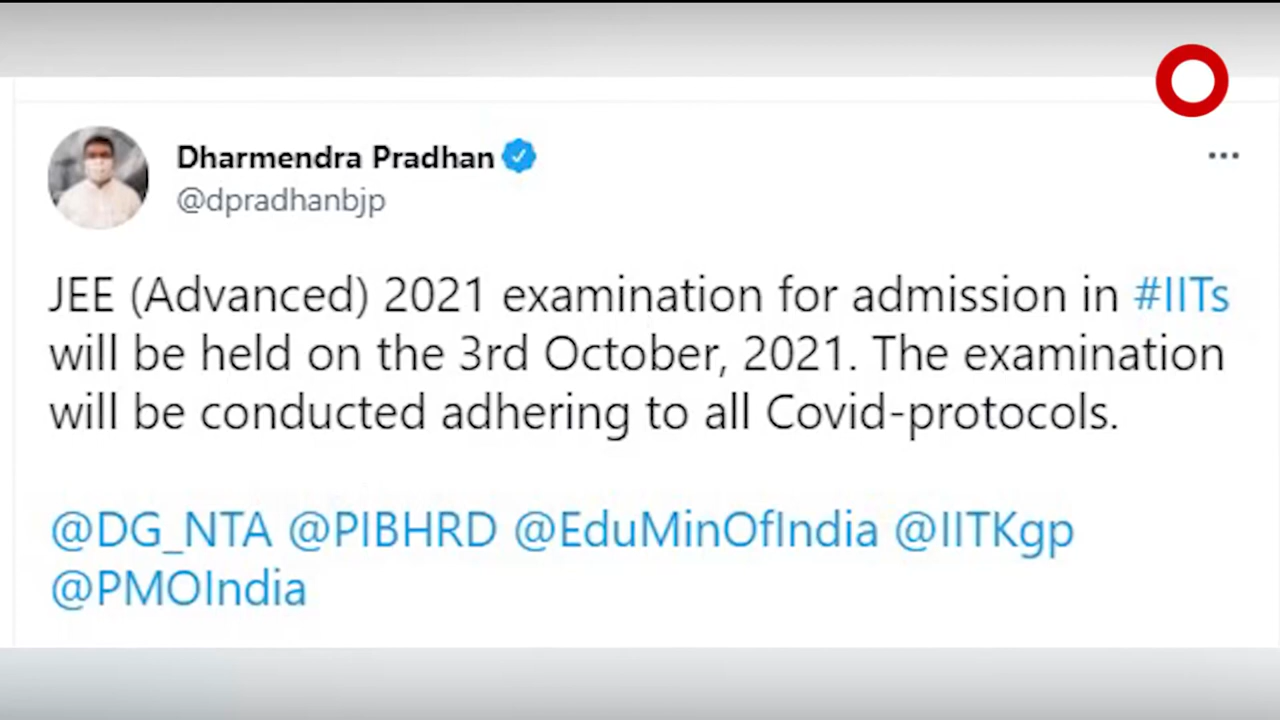 Dharmendra Pradhan
@dpradhanbjp
JEE (Advanced) 2021 examination for admission in #IITs
will be held on the 3rd October, 2021. The examination
will be conducted adhering to all Covid-protocols.
@DG_NTA @PIBHRD @EduMinOfIndia @IITKgp
@PMOIndia